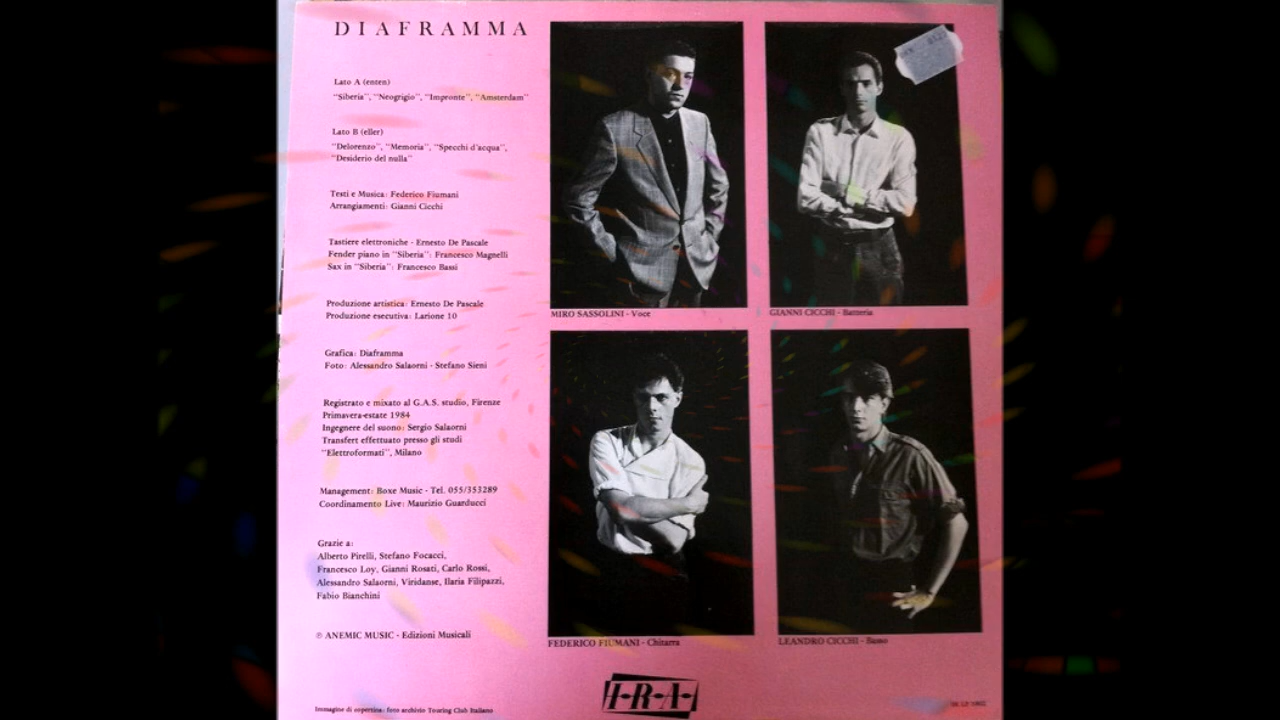 DIAFRAMMA
Lato A (enten)
"Siberia", "Neogrigio", "Impronte", "Amsterdam"
Lato B (eller)
"Delorenzo", "Memoria", "Specchi d'acqua",
"Desiderio del nulla"
Testi e Musica: Federico Fiumani
Arrangiamenti: Gianni Cicchi
Tastiere elettroniche - Ernesto De Pascale
Fender piano in "Siberia": Francesco Magnelli
Sax in "Siberia": Francesco Bassi
Produzione artistica: Ernesto De Pascale
Produzione esecutiva: Larione 10
Grafica: Diaframma
Foto: Alessandro Salaorni - Stefano Sieni
Registrato e mixato al G.A.S. studio, Firenze
Primavera-estate 1984
Ingegnere del suono: Sergio Salaorni
Transfert effettuato presso gli studi
"Elettroformati", Milano
Management: Boxe Music - Tel. 055/353289
Coordinamento Live: Maurizio Guarducci
Grazie a:
Alberto Pirelli, Stefano Focacci,
Francesco Loy, Gianni Rosati, Carlo Rossi,
Alessandro Salaorni, Viridanse, Ilaria Filipazzi,
Fabio Bianchini
℗ ANEMIC MUSIC - Edizioni Musicali
Immagine di copertina: foto archivio Touring Club Italiano
MIRO SASSOLINI - Voce
GIANNI CICCHI - Batteria
FEDERICO FIUMANI - Chitarra
LEANDRO CICCHI - Basso
I·R·A·